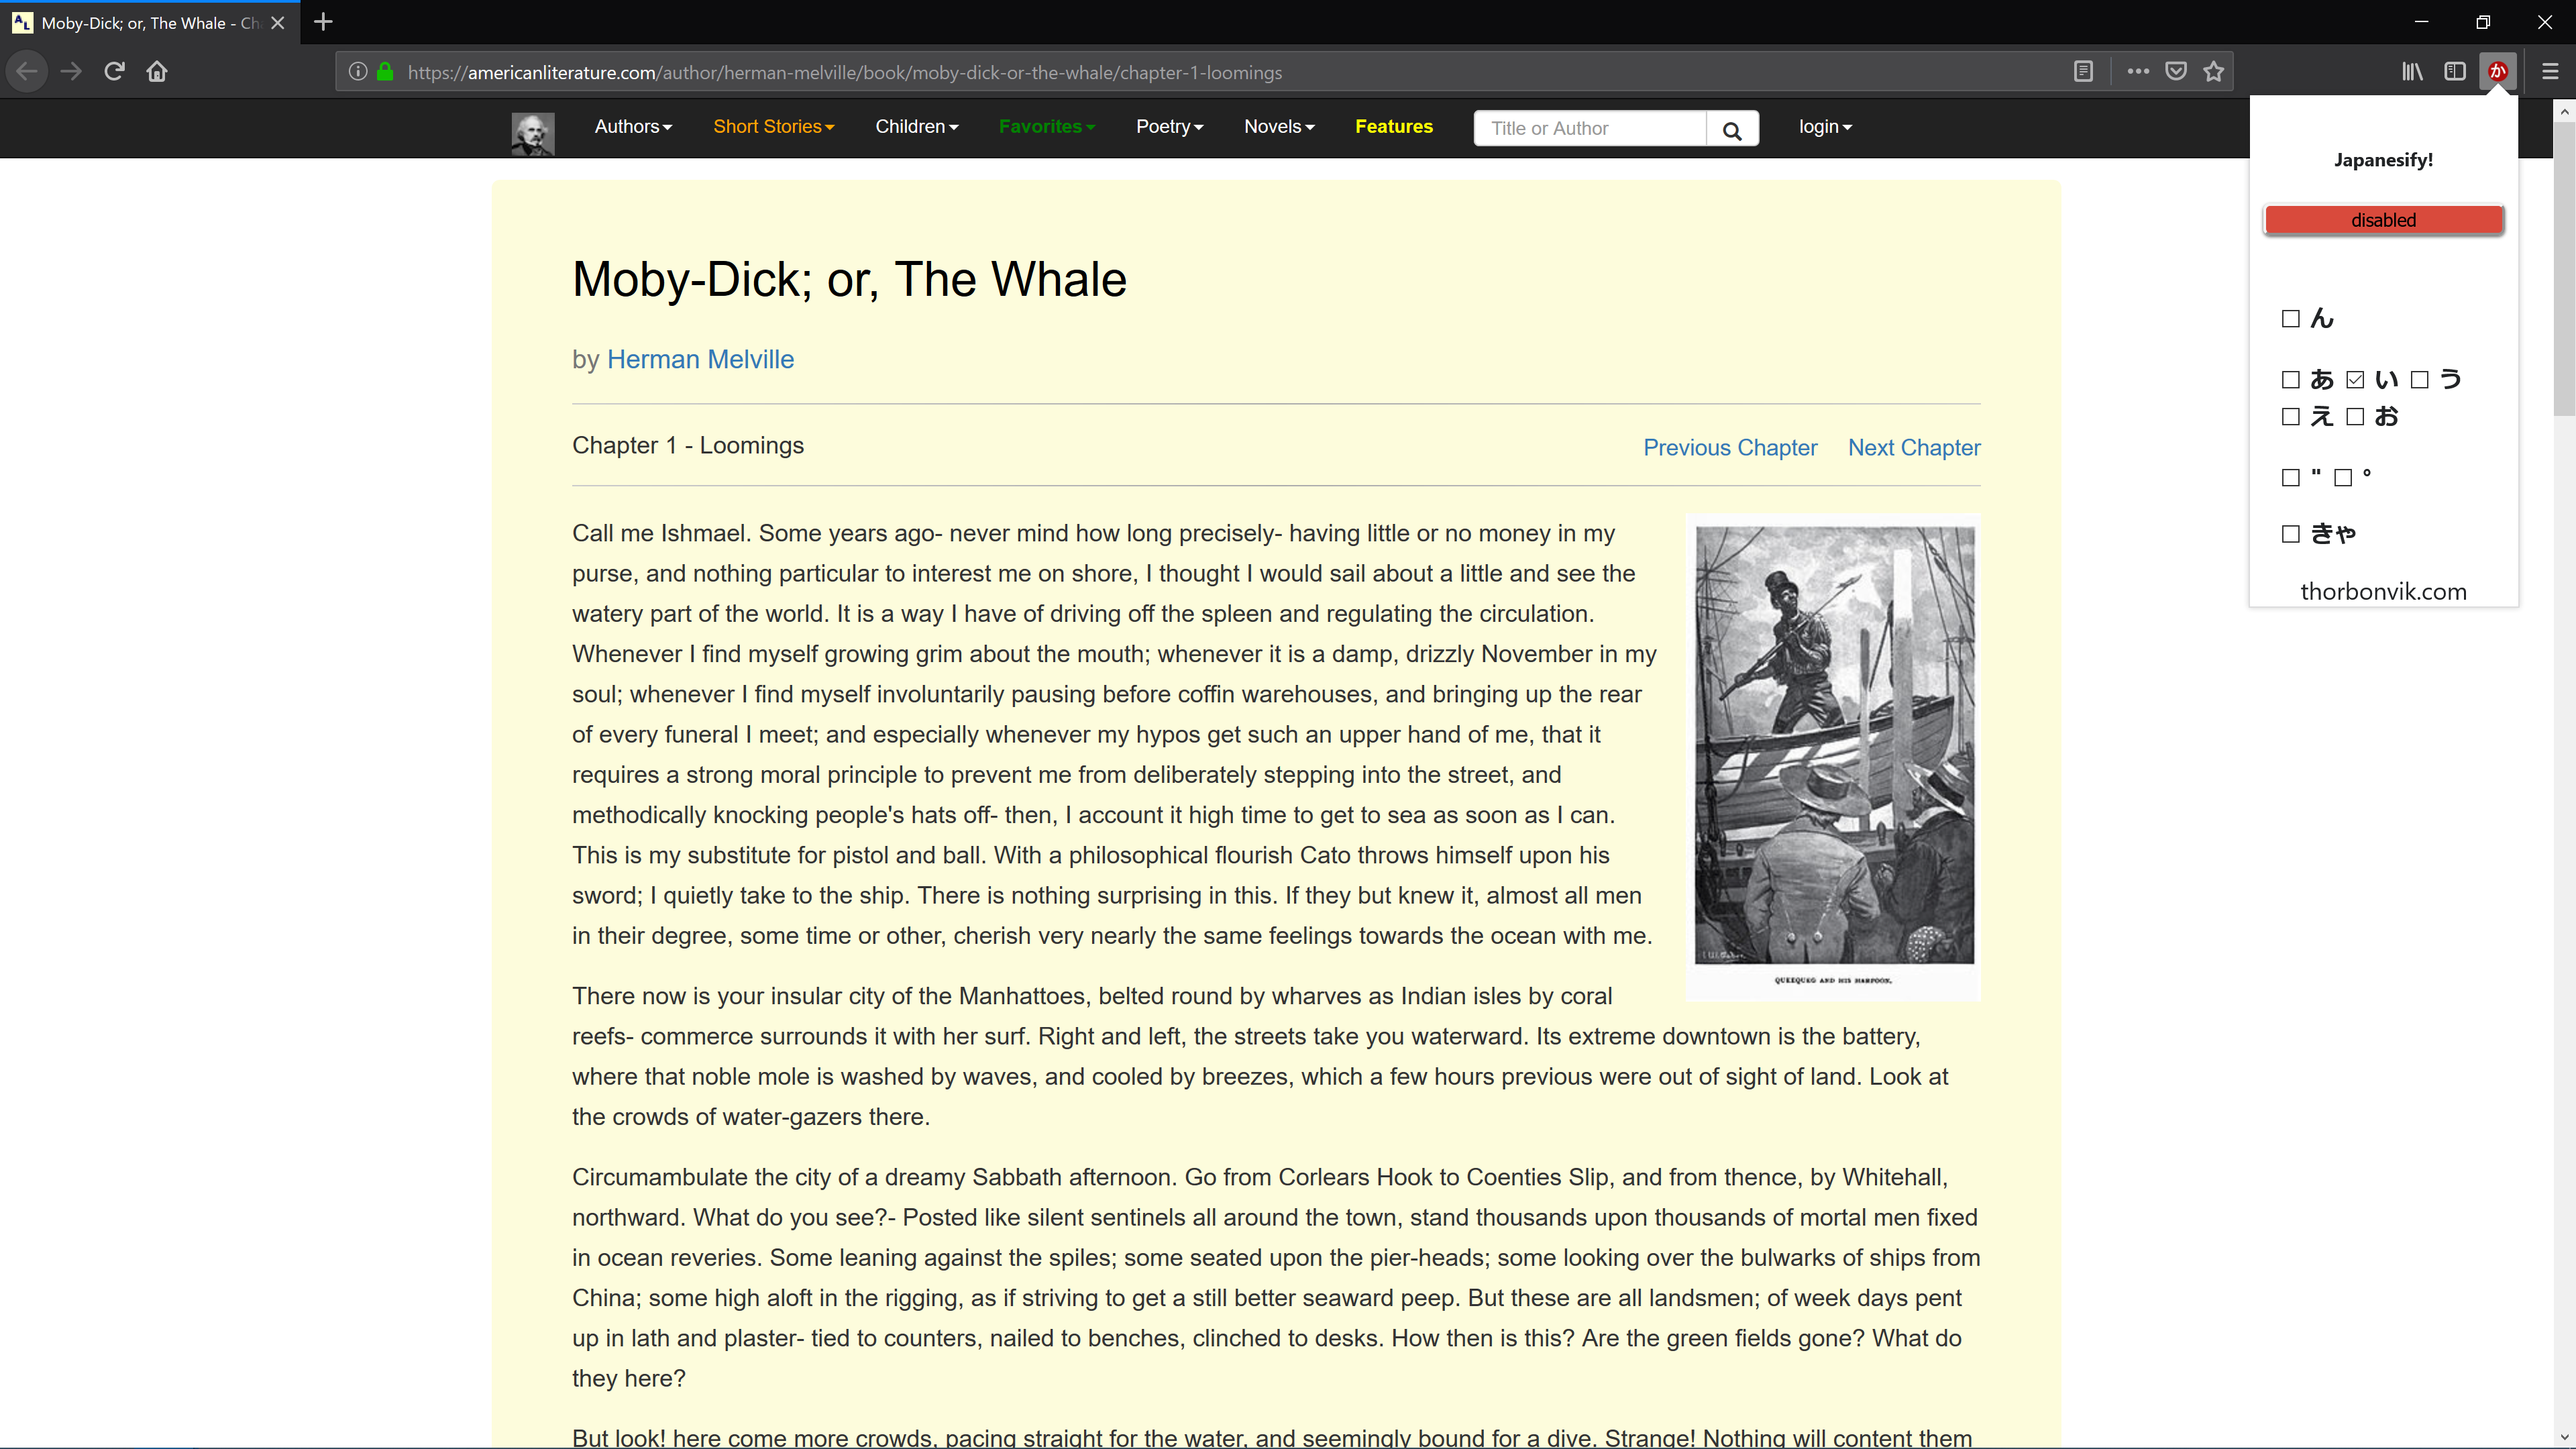 Moby-Dick; or, The Whale - Ch
https://americanliterature.com/author/herman-melville/book/moby-dick-or-the-whale/chapter-1-loomings
Authors Short Stories Children Favorites Poetry Novels Features Title or Author login
Japanesify!
disabled
ん
あ い う
え お
" °
きゃ
thorbonvik.com
Moby-Dick; or, The Whale
by Herman Melville
Chapter 1 - Loomings Previous Chapter Next Chapter
Call me Ishmael. Some years ago- never mind how long precisely- having little or no money in my
purse, and nothing particular to interest me on shore, I thought I would sail about a little and see the
watery part of the world. It is a way I have of driving off the spleen and regulating the circulation.
Whenever I find myself growing grim about the mouth; whenever it is a damp, drizzly November in my
soul; whenever I find myself involuntarily pausing before coffin warehouses, and bringing up the rear
of every funeral I meet; and especially whenever my hypos get such an upper hand of me, that it
requires a strong moral principle to prevent me from deliberately stepping into the street, and
methodically knocking people's hats off- then, I account it high time to get to sea as soon as I can.
This is my substitute for pistol and ball. With a philosophical flourish Cato throws himself upon his
sword; I quietly take to the ship. There is nothing surprising in this. If they but knew it, almost all men
in their degree, some time or other, cherish very nearly the same feelings towards the ocean with me.
QUEEQUEG AND HIS HARPOON.
There now is your insular city of the Manhattoes, belted round by wharves as Indian isles by coral
reefs- commerce surrounds it with her surf. Right and left, the streets take you waterward. Its extreme downtown is the battery,
where that noble mole is washed by waves, and cooled by breezes, which a few hours previous were out of sight of land. Look at
the crowds of water-gazers there.
Circumambulate the city of a dreamy Sabbath afternoon. Go from Corlears Hook to Coenties Slip, and from thence, by Whitehall,
northward. What do you see?- Posted like silent sentinels all around the town, stand thousands upon thousands of mortal men fixed
in ocean reveries. Some leaning against the spiles; some seated upon the pier-heads; some looking over the bulwarks of ships from
China; some high aloft in the rigging, as if striving to get a still better seaward peep. But these are all landsmen; of week days pent
up in lath and plaster- tied to counters, nailed to benches, clinched to desks. How then is this? Are the green fields gone? What do
they here?
But look! here come more crowds, pacing straight for the water, and seemingly bound for a dive. Strange! Nothing will content them